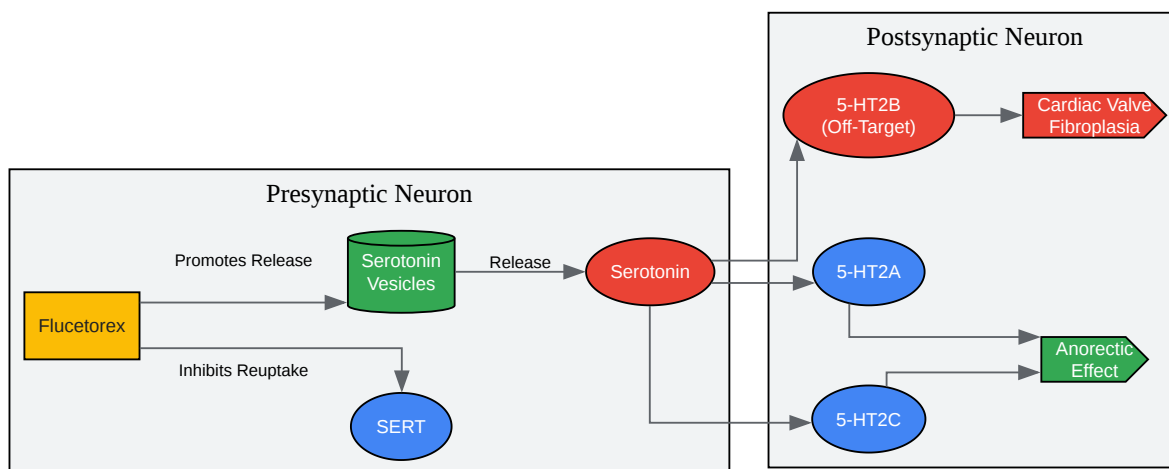 Postsynaptic Neuron
5-HT2B
(Off-Target)
Cardiac Valve
Fibroplasia
Presynaptic Neuron
Promotes Release
Serotonin
Vesicles
Release
Serotonin
5-HT2A
Flucetorex
Inhibits Reuptake
Anorectic
Effect
SERT
5-HT2C